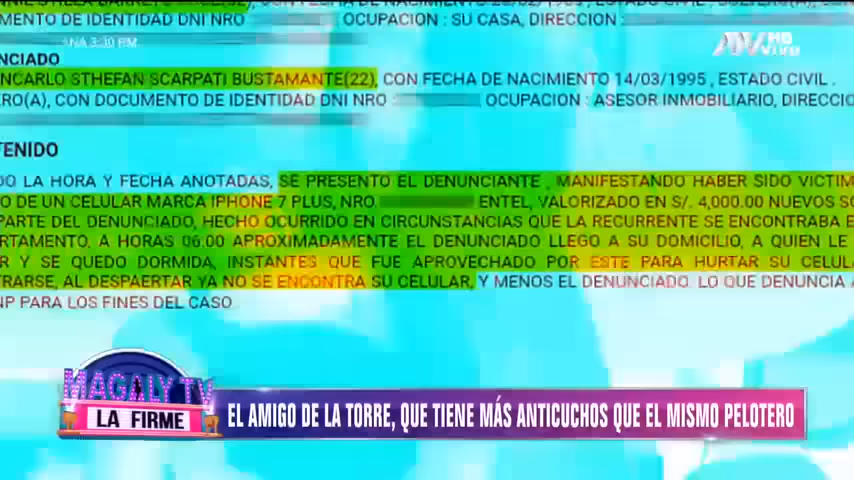 MENTO DE IDENTIDAD DNI NRO OCUPACION : SU CASA, DIRECCION :
ANA 3:30 PM
ATV HD
VIVO
NCIADO
NCARLO STHEFAN SCARPATI BUSTAMANTE(22), CON FECHA DE NACIMIENTO 14/03/1995 , ESTADO CIVIL .
ERO(A), CON DOCUMENTO DE IDENTIDAD DNI NRO : OCUPACION : ASESOR INMOBILIARIO, DIRECCIO
TENIDO
DO LA HORA Y FECHA ANOTADAS, SE PRESENTO EL DENUNCIANTE , MANIFESTANDO HABER SIDO VICTIM
O DE UN CELULAR MARCA IPHONE 7 PLUS, NRO ENTEL, VALORIZADO EN S/. 4,000.00 NUEVOS SO
PARTE DEL DENUNCIADO, HECHO OCURRIDO EN CIRCUNSTANCIAS QUE LA RECURRENTE SE ENCONTRABA E
RTAMENTO, A HORAS 06:00 APROXIMADAMENTE EL DENUNCIADO LLEGO A SU DOMICILIO, A QUIEN LE
R Y SE QUEDO DORMIDA, INSTANTES QUE FUE APROVECHADO POR ESTE PARA HURTAR SU CELULA
TRARSE, AL DESPAERTAR YA NO SE ENCONTRA SU CELULAR, Y MENOS EL DENUNCIADO. LO QUE DENUNCIA A
NP PARA LOS FINES DEL CASO
MAGALY TV
LA FIRME
EL AMIGO DE LA TORRE, QUE TIENE MÁS ANTICUCHOS QUE EL MISMO PELOTERO